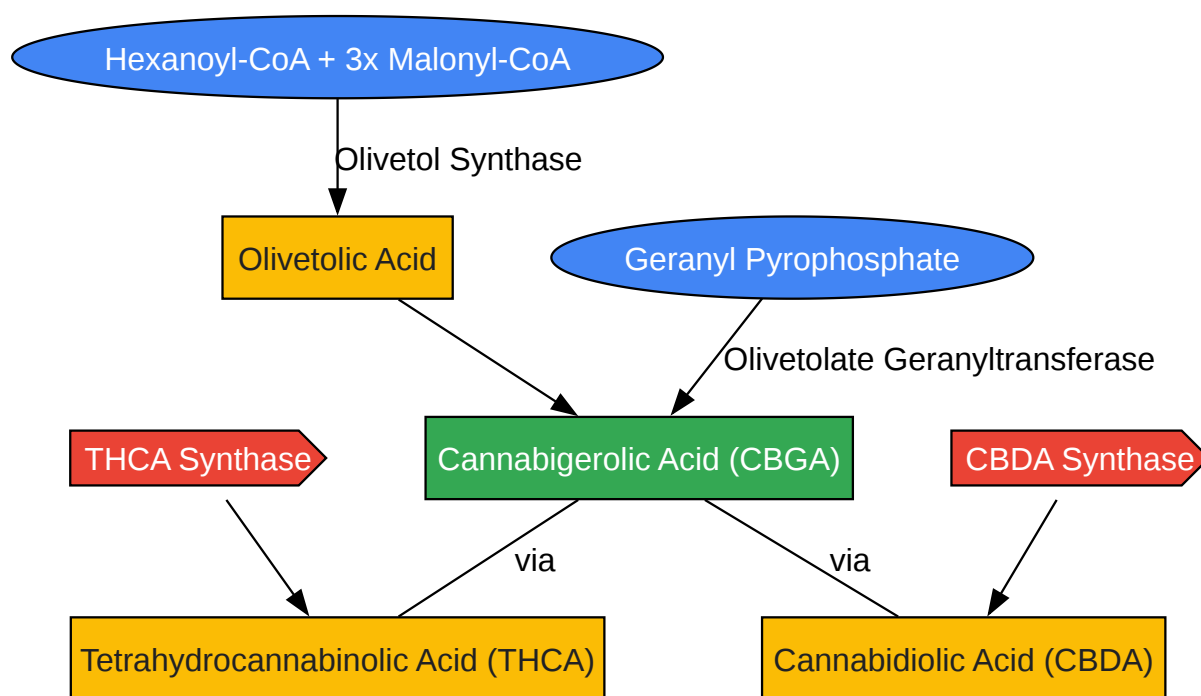 Hexanoyl-CoA + 3x Malonyl-CoA
Olivetol Synthase
Olivetolic Acid
Geranyl Pyrophosphate
Olivetolate Geranyltransferase
THCA Synthase
Cannabigerolic Acid (CBGA)
CBDA Synthase
via
via
Tetrahydrocannabinolic Acid (THCA)
Cannabidiolic Acid (CBDA)